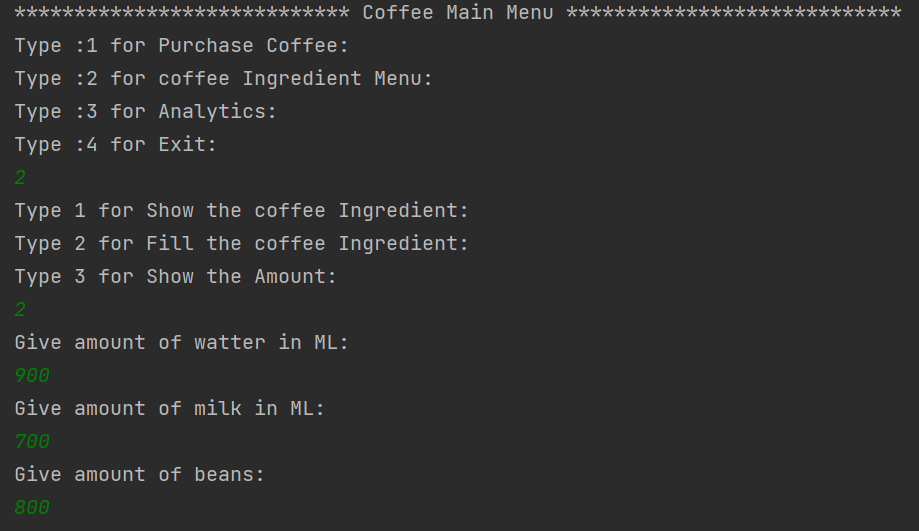 **************************** Coffee Main Menu ****************************
Type :1 for Purchase Coffee:
Type :2 for coffee Ingredient Menu:
Type :3 for Analytics:
Type :4 for Exit:
2
Type 1 for Show the coffee Ingredient:
Type 2 for Fill the coffee Ingredient:
Type 3 for Show the Amount:
2
Give amount of watter in ML:
900
Give amount of milk in ML:
700
Give amount of beans:
800